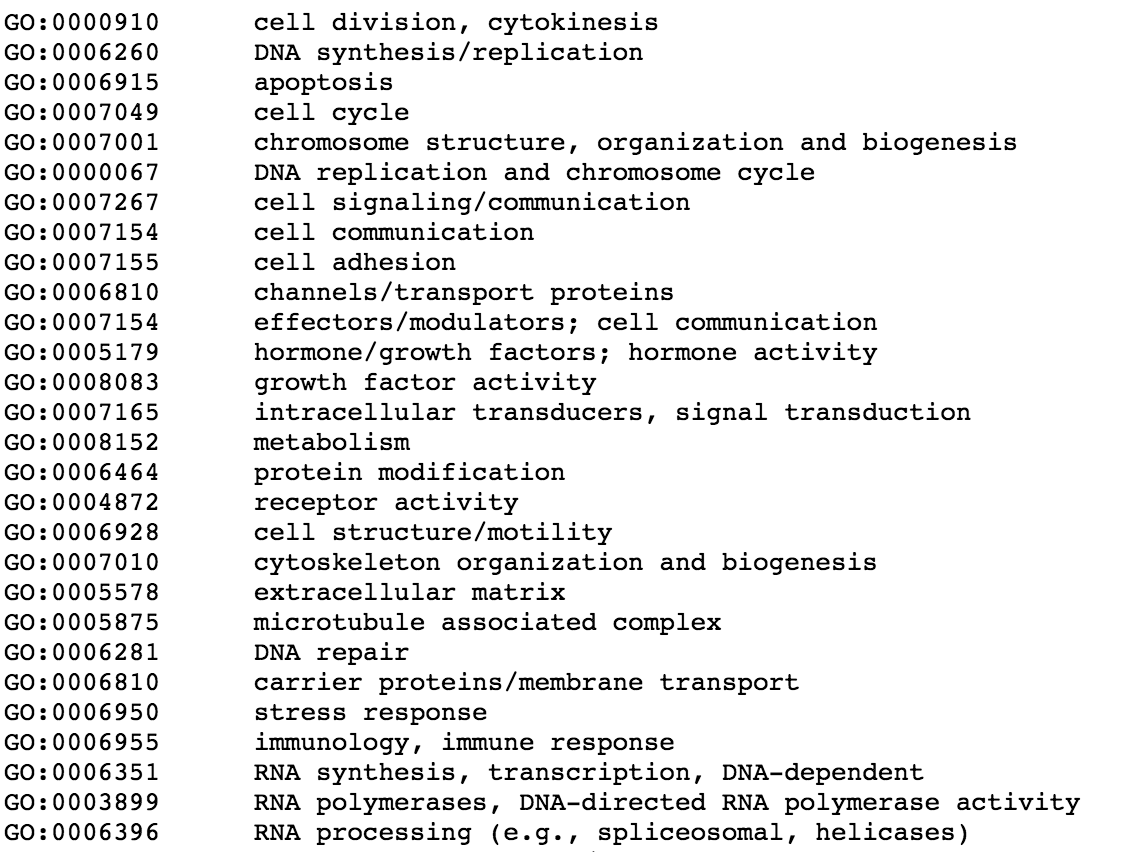 GO:0000910 cell division, cytokinesis
GO:0006260 DNA synthesis/replication
GO:0006915 apoptosis
GO:0007049 cell cycle
GO:0007001 chromosome structure, organization and biogenesis
GO:0000067 DNA replication and chromosome cycle
GO:0007267 cell signaling/communication
GO:0007154 cell communication
GO:0007155 cell adhesion
GO:0006810 channels/transport proteins
GO:0007154 effectors/modulators; cell communication
GO:0005179 hormone/growth factors; hormone activity
GO:0008083 growth factor activity
GO:0007165 intracellular transducers, signal transduction
GO:0008152 metabolism
GO:0006464 protein modification
GO:0004872 receptor activity
GO:0006928 cell structure/motility
GO:0007010 cytoskeleton organization and biogenesis
GO:0005578 extracellular matrix
GO:0005875 microtubule associated complex
GO:0006281 DNA repair
GO:0006810 carrier proteins/membrane transport
GO:0006950 stress response
GO:0006955 immunology, immune response
GO:0006351 RNA synthesis, transcription, DNA-dependent
GO:0003899 RNA polymerases, DNA-directed RNA polymerase activity
GO:0006396 RNA processing (e.g., spliceosomal, helicases)